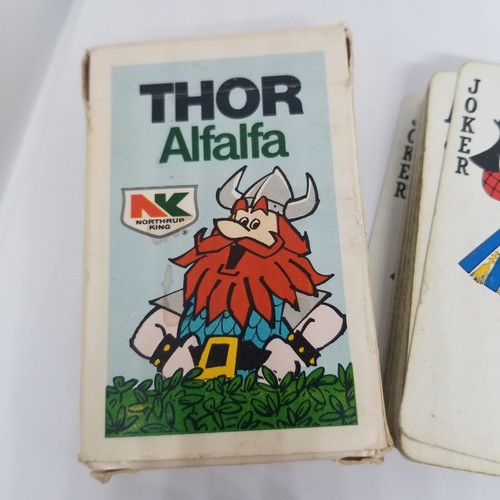 THOR
Alfalfa
NK
NORTHRUP
KING
®
JOKER
JOKER